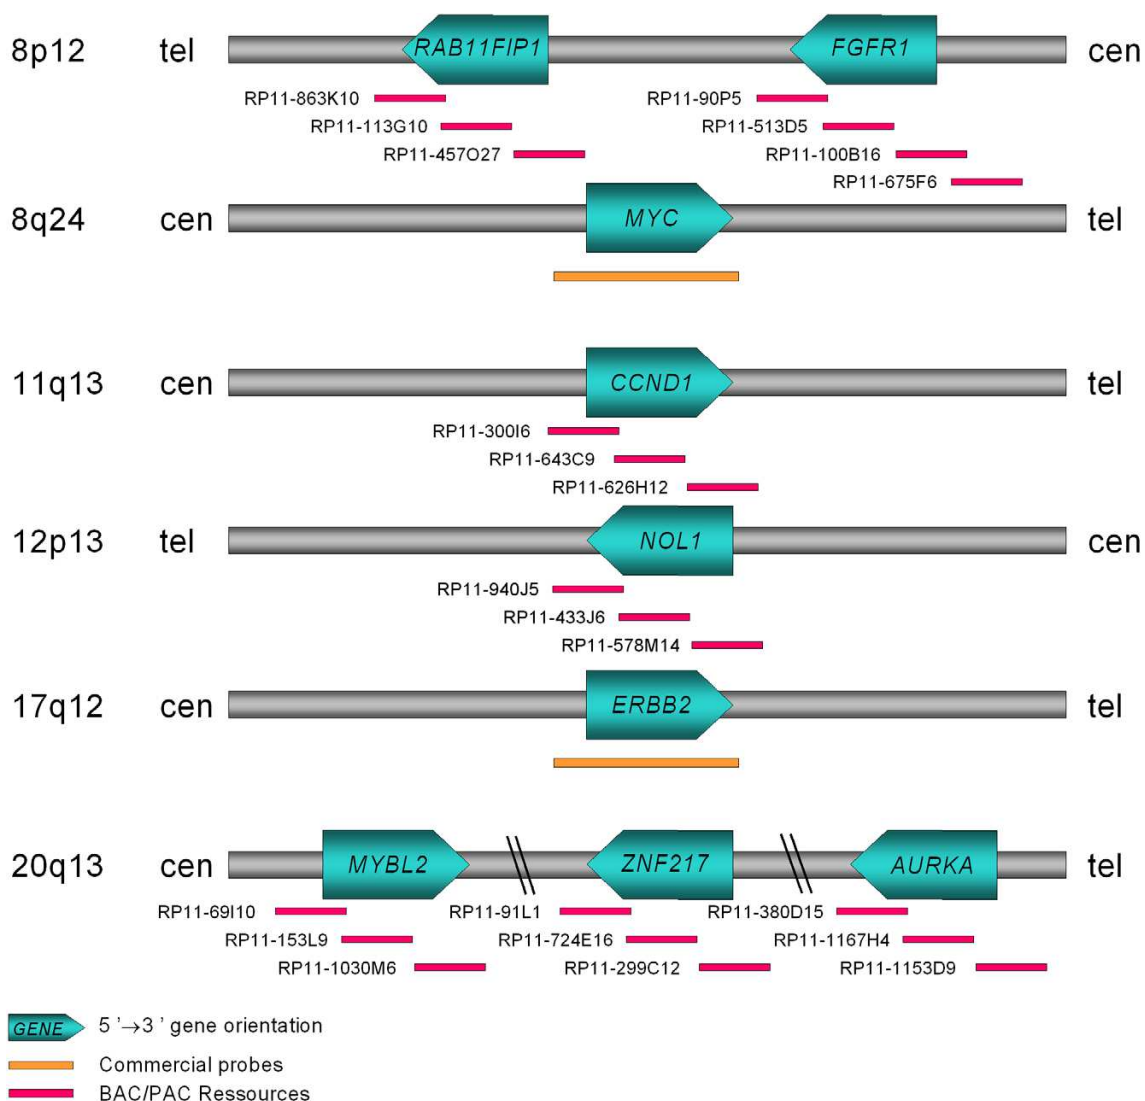 8p12 tel RAB11FIP1 FGFR1 cen
RP11-863K10 RP11-90P5
RP11-113G10 RP11-513D5
RP11-457O27 RP11-100B16
RP11-675F6
8q24 cen MYC tel
11q13 cen CCND1 tel
RP11-300I6
RP11-643C9
RP11-626H12
12p13 tel NOL1 cen
RP11-940J5
RP11-433J6
RP11-578M14
17q12 cen ERBB2 tel
20q13 cen MYBL2 ZNF217 AURKA tel
RP11-69I10 RP11-91L1 RP11-380D15
RP11-153L9 RP11-724E16 RP11-1167H4
RP11-1030M6 RP11-299C12 RP11-1153D9
GENE 5 '→3 ' gene orientation
Commercial probes
BAC/PAC Ressources